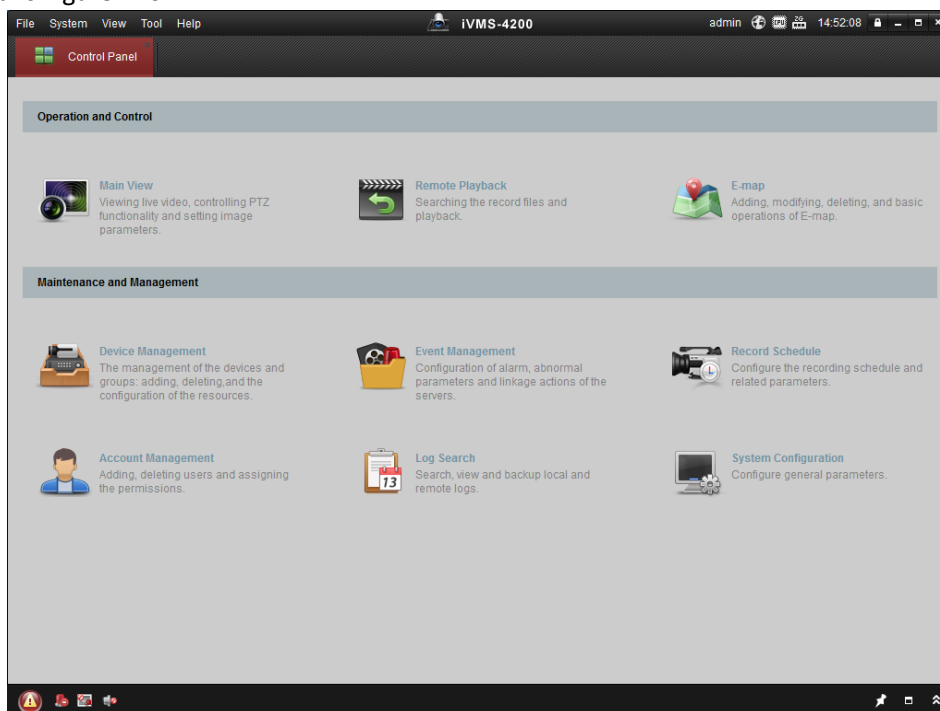 File System View Tool Help iVMS-4200 admin 14:52:08
Control Panel
Operation and Control
Main View
Viewing live video, controlling PTZ
functionality and setting image
parameters.
Remote Playback
Searching the record files and
playback.
E-map
Adding, modifying, deleting, and basic
operations of E-map.
Maintenance and Management
Device Management
The management of the devices and
groups: adding, deleting,and the
configuration of the resources.
Event Management
Configuration of alarm, abnormal
parameters and linkage actions of the
servers.
Record Schedule
Configure the recording schedule and
related parameters.
Account Management
Adding, deleting users and assigning
the permissions.
13
Log Search
Search, view and backup local and
remote logs.
System Configuration
Configure general parameters.